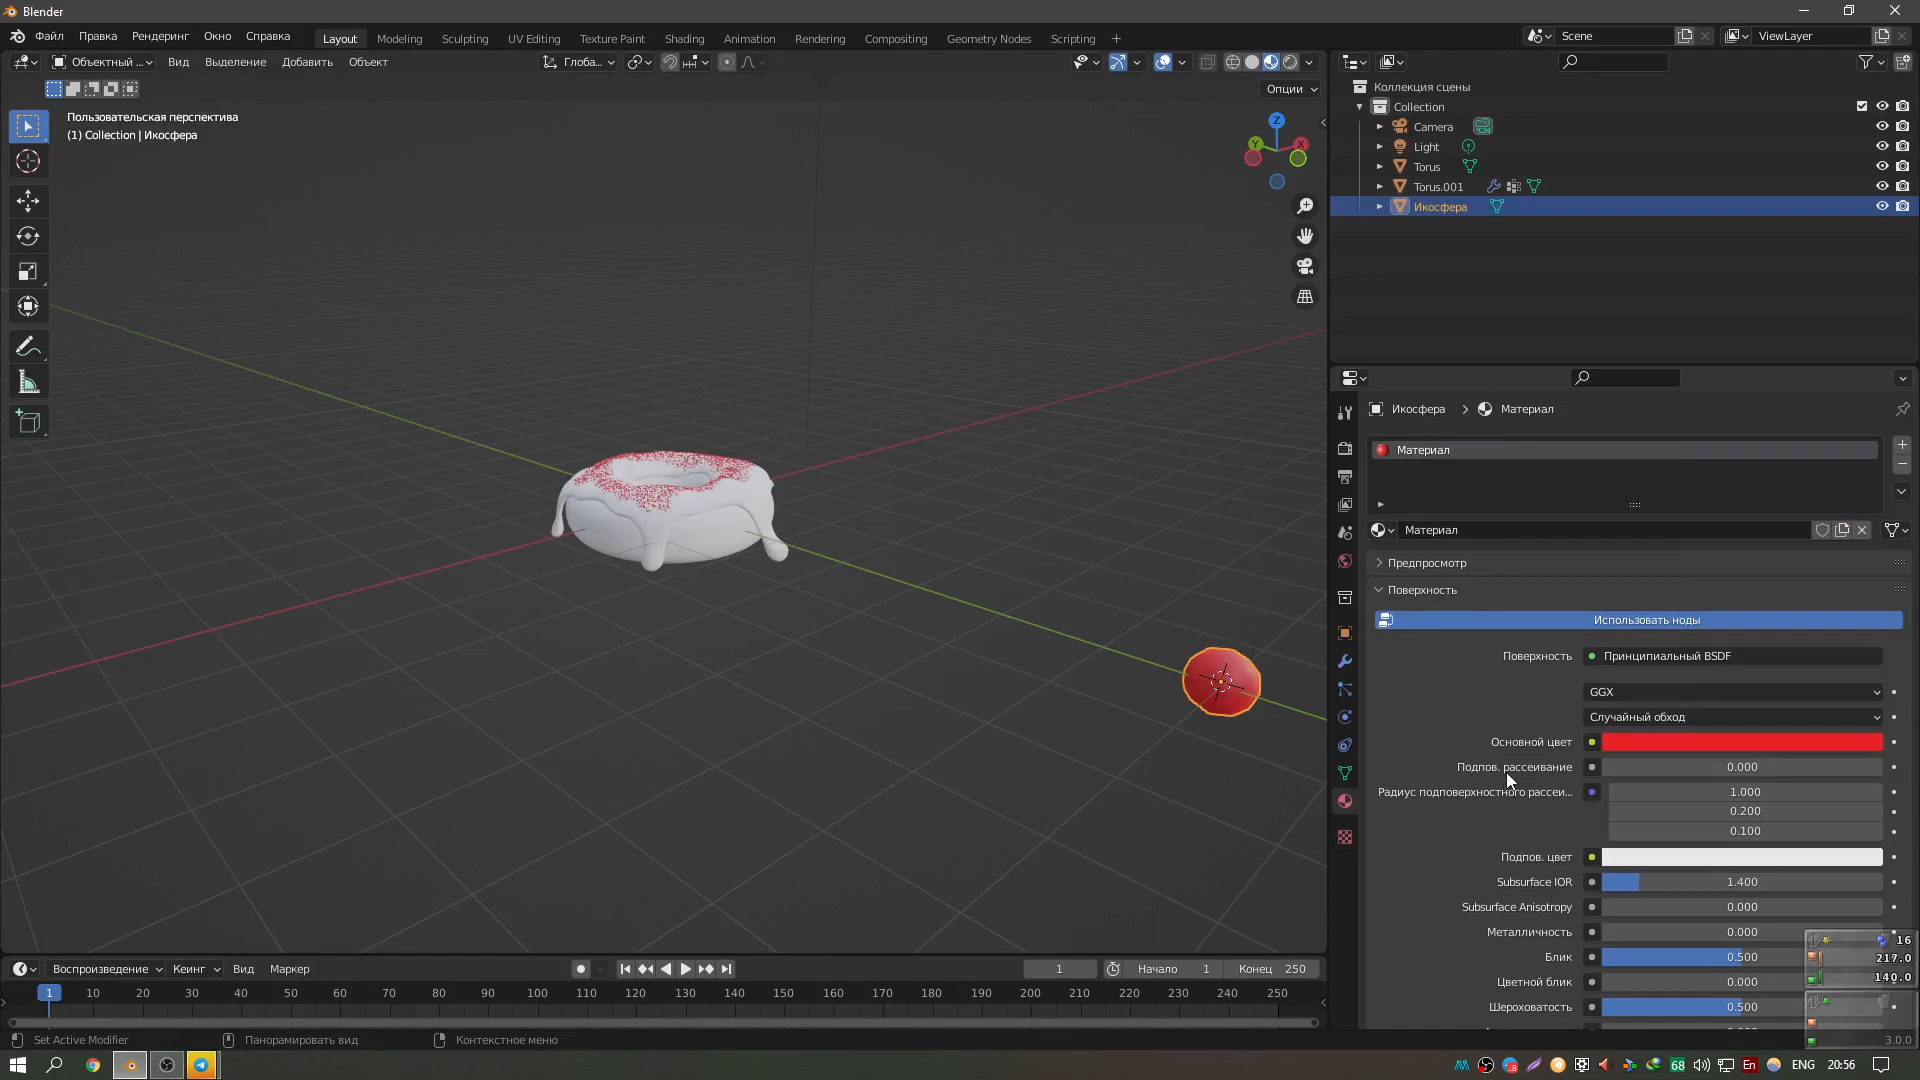 Blender
Файл Правка Рендеринг Окно Справка Layout Modeling Sculpting UV Editing Texture Paint Shading Animation Rendering Compositing Geometry Nodes Scripting + Scene ViewLayer
Объектный ... Вид Выделение Добавить Объект Глоба...
Опции
Пользовательская перспектива
(1) Collection | Икосфера
Z
Y
X
Коллекция сцены
Collection
Camera
Light
Torus
Torus.001
Икосфера
Икосфера > Материал
Материал
Материал
Предпросмотр
Поверхность
Использовать ноды
Поверхность Принципиальный BSDF
GGX
Случайный обход
Основной цвет
Подпов. рассеивание 0.000
Радиус подповерхностного рассеи... 1.000
0.200
0.100
Подпов. цвет
Subsurface IOR 1.400
Subsurface Anisotropy 0.000
Металличность 0.000
Блик 0.500
Цветной блик 0.000
Шероховатость 0.500
16
217.0
140.0
3.0.0
Воспроизведение Кеинг Вид Маркер 1 Начало 1 Конец 250
1 10 20 30 40 50 60 70 80 90 100 110 120 130 140 150 160 170 180 190 200 210 220 230 240 250
Set Active Modifier Панорамировать вид Контекстное меню
68 En ENG 20:56